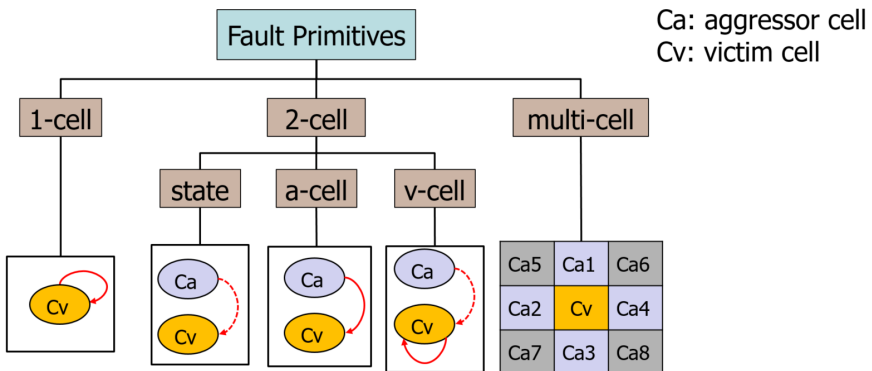 Fault Primitives
Ca: aggressor cell
Cv: victim cell
1-cell
2-cell
multi-cell
state
a-cell
v-cell
Cv
Ca
Cv
Ca
Cv
Ca
Cv
Ca5 Ca1 Ca6
Ca2 Cv Ca4
Ca7 Ca3 Ca8